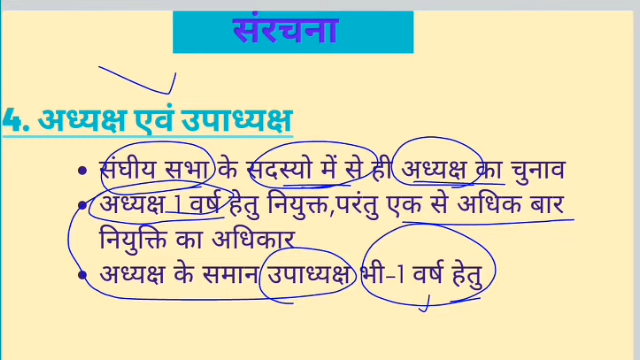 संरचना
4. अध्यक्ष एवं उपाध्यक्ष
• संघीय सभा के सदस्यो में से ही अध्यक्ष का चुनाव
• अध्यक्ष 1 वर्ष हेतु नियुक्त,परंतु एक से अधिक बार
नियुक्ति का अधिकार
• अध्यक्ष के समान उपाध्यक्ष भी-1 वर्ष हेतु